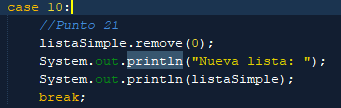 case 10:
//Punto 21
listaSimple.remove(0);
System.out.println("Nueva lista: ");
System.out.println(listaSimple);
break;